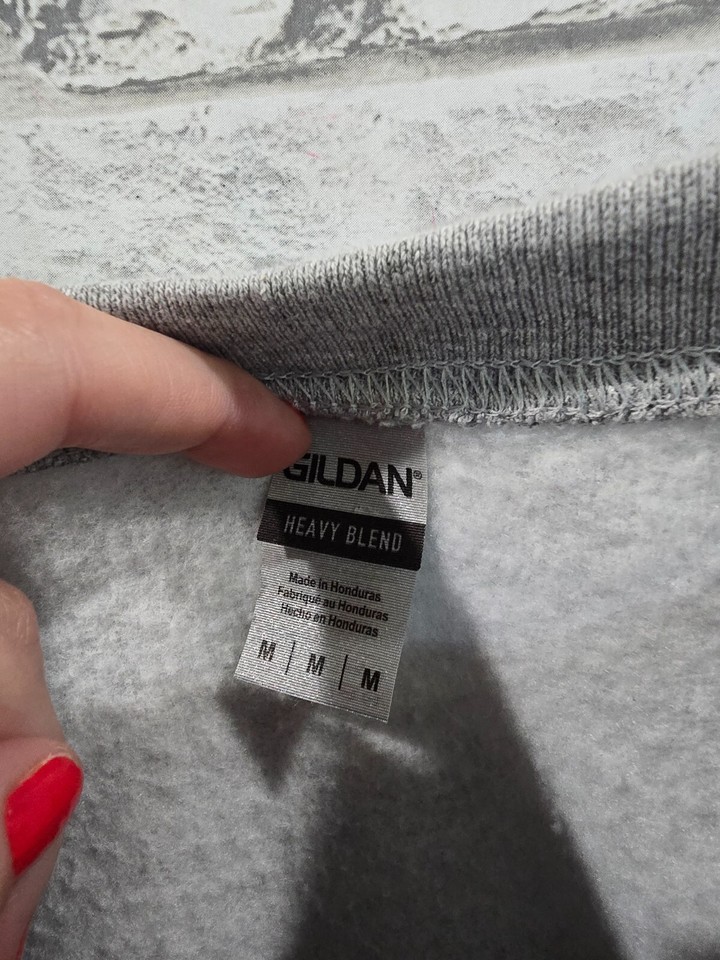 GILDAN®
HEAVY BLEND
Made in Honduras
Fabriqué au Honduras
Hecho en Honduras
M | M | M